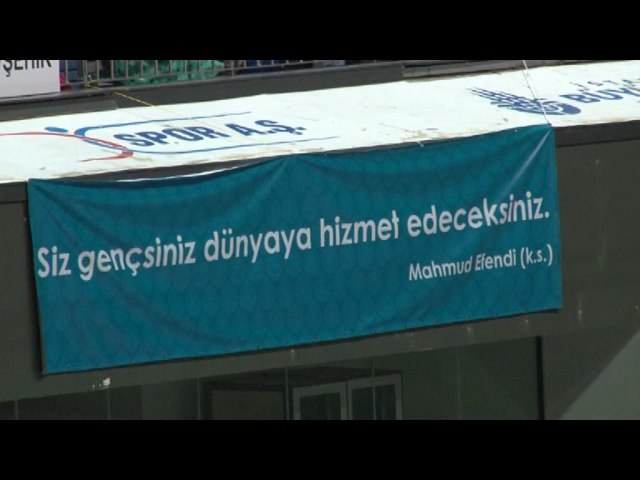 ŞEHİR
SPOR A.Ş.
Siz gençsiniz dünyaya hizmet edeceksiniz.
Mahmud Efendi (k.s.)